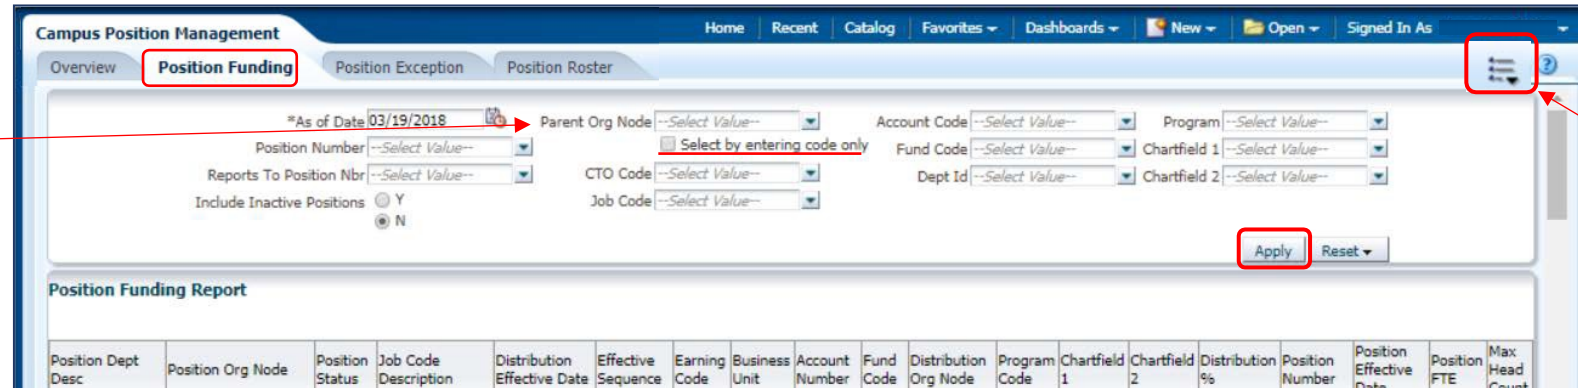 Campus Position Management
Home Recent Catalog Favorites Dashboards New Open Signed In As
Overview Position Funding Position Exception Position Roster
*As of Date 03/19/2018 Parent Org Node --Select Value-- Account Code --Select Value-- Program --Select Value--
Position Number --Select Value-- Select by entering code only Fund Code --Select Value-- Chartfield 1 --Select Value--
Reports To Position Nbr --Select Value-- CTO Code --Select Value-- Dept Id --Select Value-- Chartfield 2 --Select Value--
Include Inactive Positions Y Job Code --Select Value--
N
Apply Reset
Position Funding Report
Position Dept Desc Position Org Node Position Status Job Code Description Distribution Effective Date Effective Sequence Earning Code Business Unit Account Number Fund Code Distribution Org Node Program Code Chartfield 1 Chartfield 2 Distribution % Position Number Position Effective Date Position FTE Max Head Count